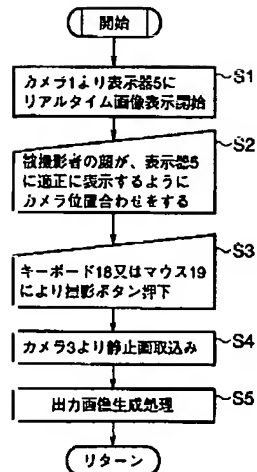 開始
カメラ1より表示器5に
リアルタイム画像表示開始
S1
被撮影者の顔が、表示器5
に適正に表示するように
カメラ位置合わせをする
S2
キーボード18又はマウス19
により撮影ボタン押下
S3
カメラ3より静止画取込み
S4
出力画像生成処理
S5
リターン